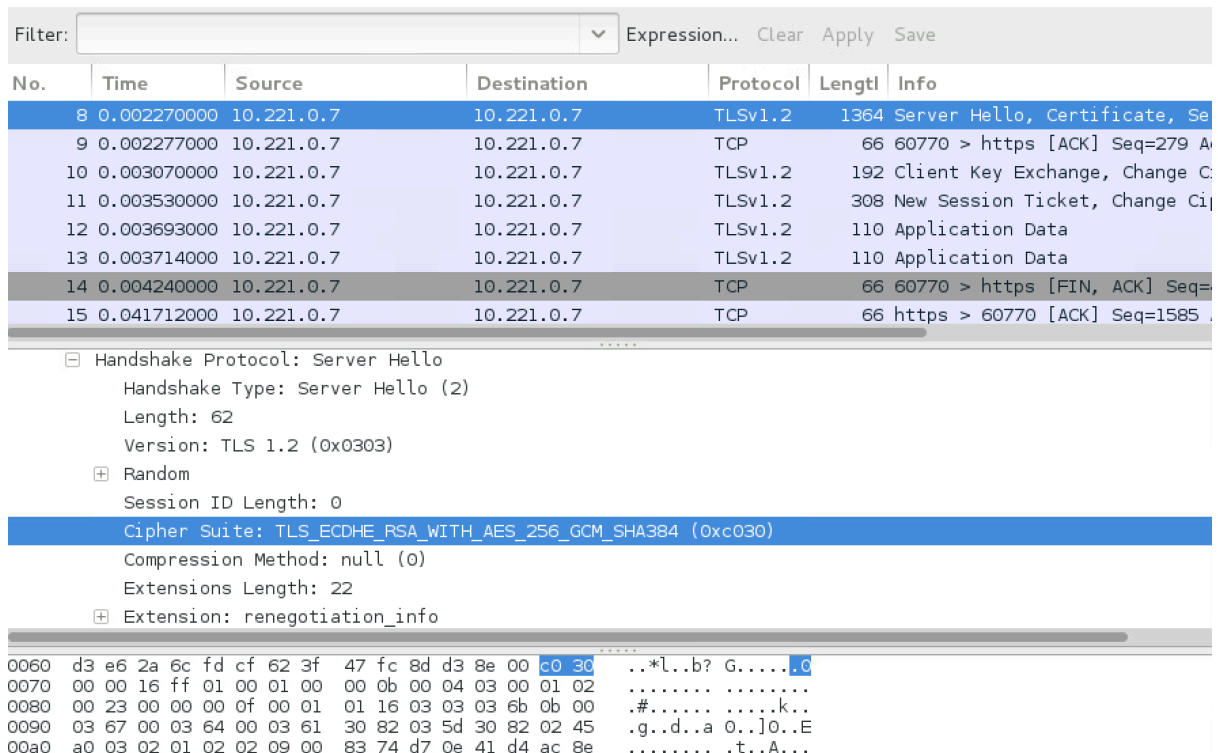 Filter: Expression... Clear Apply Save
No. Time Source Destination Protocol Lengtl Info
8 0.002270000 10.221.0.7 10.221.0.7 TLSv1.2 1364 Server Hello, Certificate, Se
9 0.002277000 10.221.0.7 10.221.0.7 TCP 66 60770 > https [ACK] Seq=279 A
10 0.003070000 10.221.0.7 10.221.0.7 TLSv1.2 192 Client Key Exchange, Change C
11 0.003530000 10.221.0.7 10.221.0.7 TLSv1.2 308 New Session Ticket, Change Cip
12 0.003693000 10.221.0.7 10.221.0.7 TLSv1.2 110 Application Data
13 0.003714000 10.221.0.7 10.221.0.7 TLSv1.2 110 Application Data
14 0.004240000 10.221.0.7 10.221.0.7 TCP 66 60770 > https [FIN, ACK] Seq=
15 0.041712000 10.221.0.7 10.221.0.7 TCP 66 https > 60770 [ACK] Seq=1585
Handshake Protocol: Server Hello
Handshake Type: Server Hello (2)
Length: 62
Version: TLS 1.2 (0x0303)
Random
Session ID Length: 0
Cipher Suite: TLS_ECDHE_RSA_WITH_AES_256_GCM_SHA384 (0xc030)
Compression Method: null (0)
Extensions Length: 22
Extension: renegotiation_info
0060 d3 e6 2a 6c fd cf 62 3f 47 fc 8d d3 8e 00 c0 30 ..*l..b? G......0
0070 00 00 16 ff 01 00 01 00 00 0b 00 04 03 00 01 02 ........ ........
0080 00 23 00 00 00 0f 00 01 01 16 03 03 03 6b 0b 00 .#...... .....k..
0090 03 67 00 03 64 00 03 61 30 82 03 5d 30 82 02 45 .g..d..a 0..]0..E
00a0 a0 03 02 01 02 02 09 00 83 74 d7 0e 41 d4 ac 8e ........ .t..A...